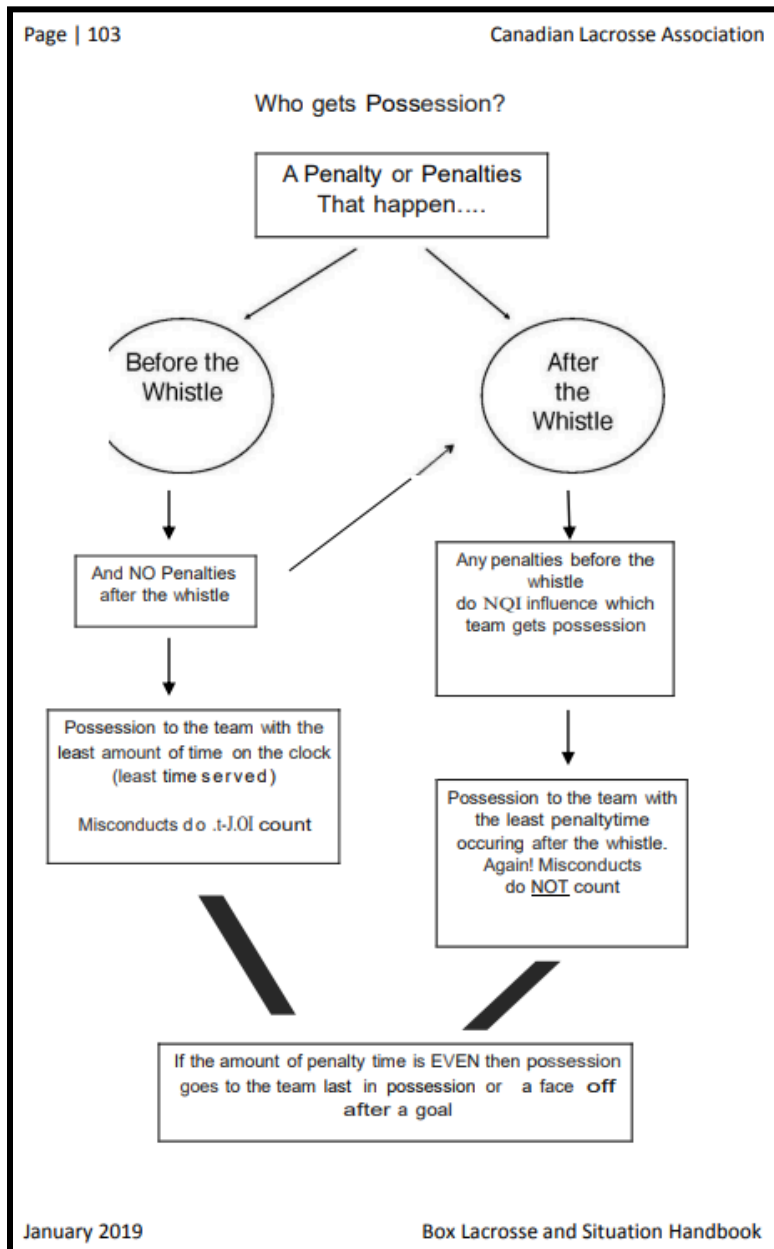 Page | 103
Canadian Lacrosse Association
Who gets Possession?
A Penalty or Penalties
That happen....
Before the
Whistle
After
the
Whistle
And NO Penalties
after the whistle
Any penalties before the
whistle
do NQI influence which
team gets possession
Possession to the team with the
least amount of time on the clock
(least time served)
Misconducts do .t-J.OI count
Possession to the team with
the least penaltytime
occuring after the whistle.
Again! Misconducts
do NOT count
If the amount of penalty time is EVEN then possession
goes to the team last in possession or a face off
after a goal
January 2019
Box Lacrosse and Situation Handbook